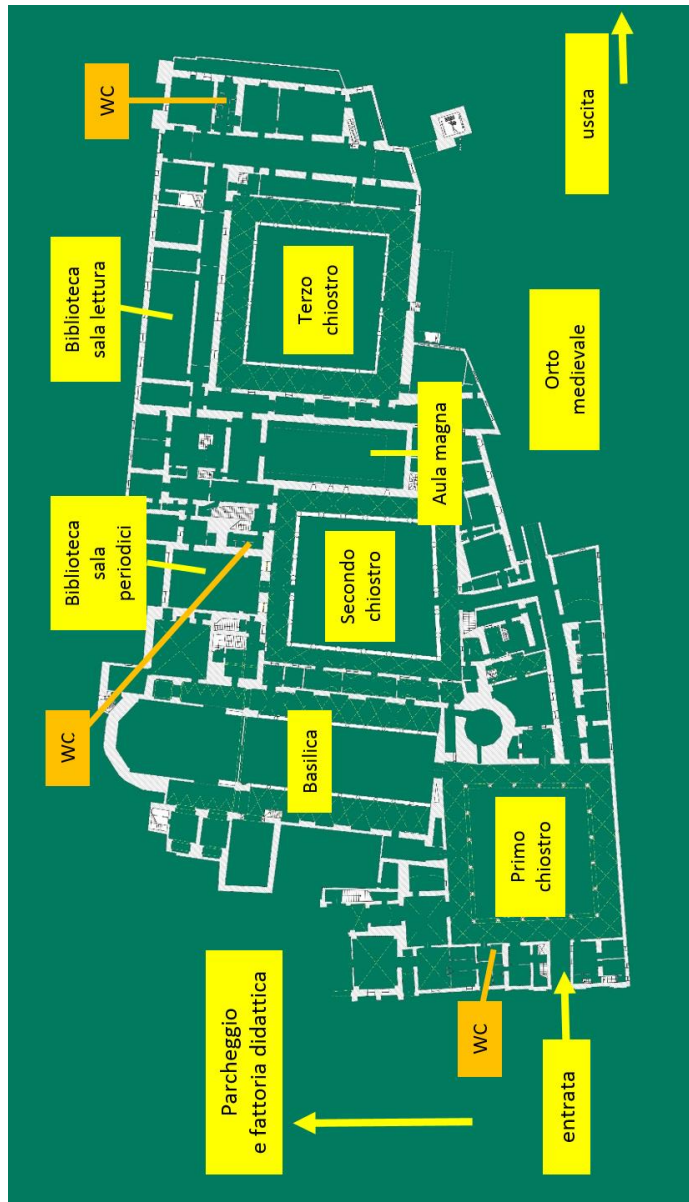 Parcheggio
e fattoria didattica
entrata
WC
Primo
chiostro
WC
Basilica
Biblioteca
sala
periodici
Secondo
chiostro
Aula magna
Biblioteca
sala lettura
Terzo
chiostro
WC
Orto
medievale
uscita